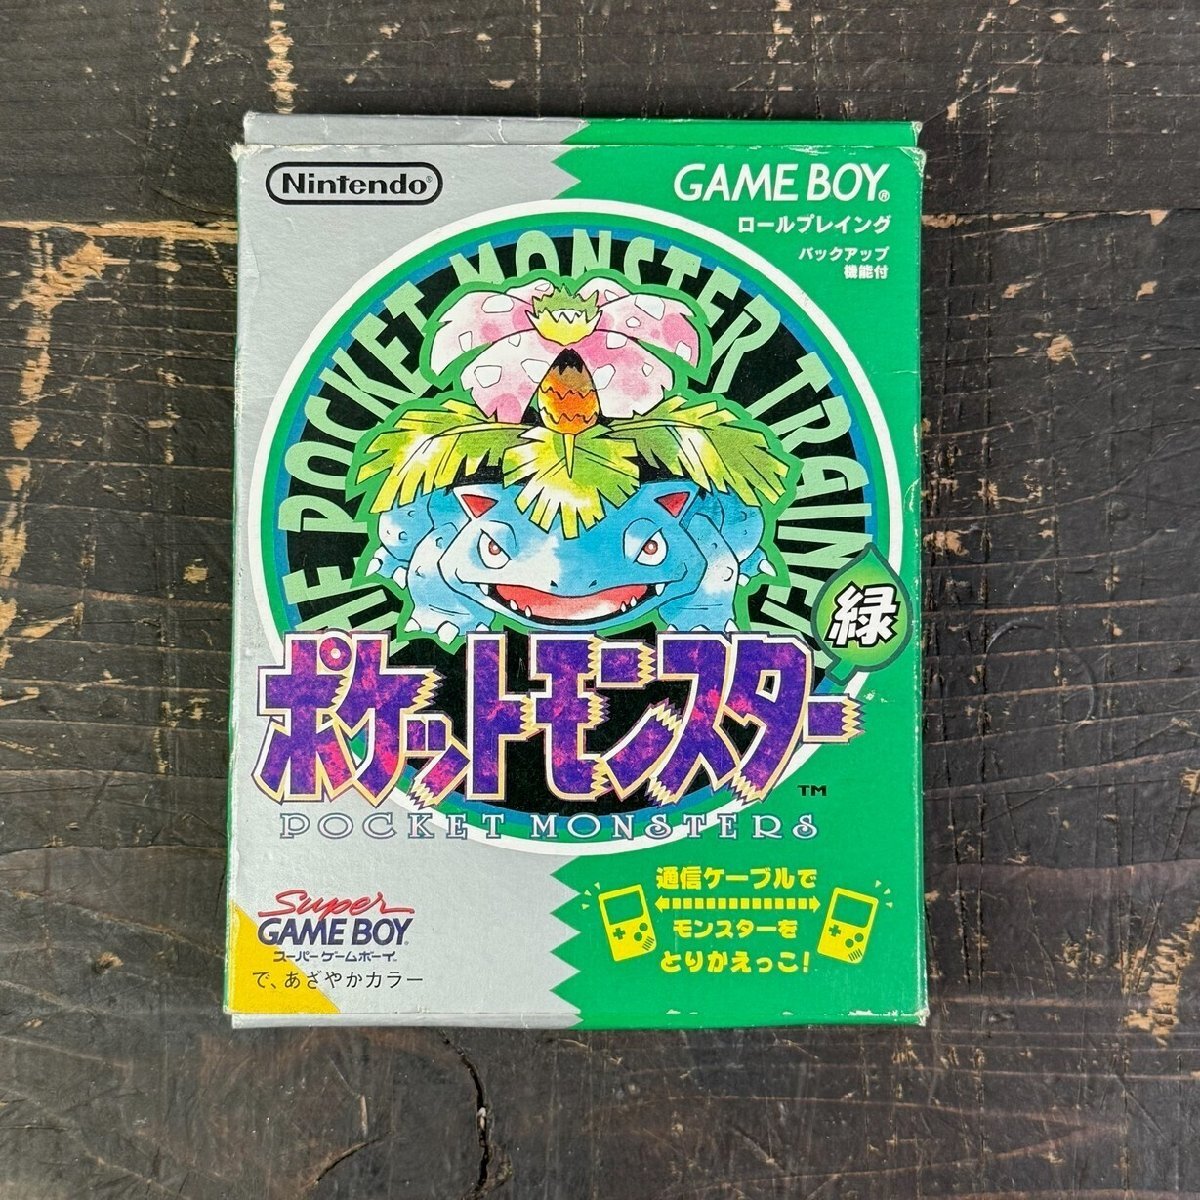 Nintendo®
GAME BOY®
ロールプレイング
バックアップ
機能付
THE POCKET MONSTER TRAINER
緑
ポケットモンスター
TM
POCKET MONSTERS
通信ケーブルで
モンスターを
とりかえっこ!
Super
GAME BOY
スーパーゲームボーイ
で、あざやかカラー